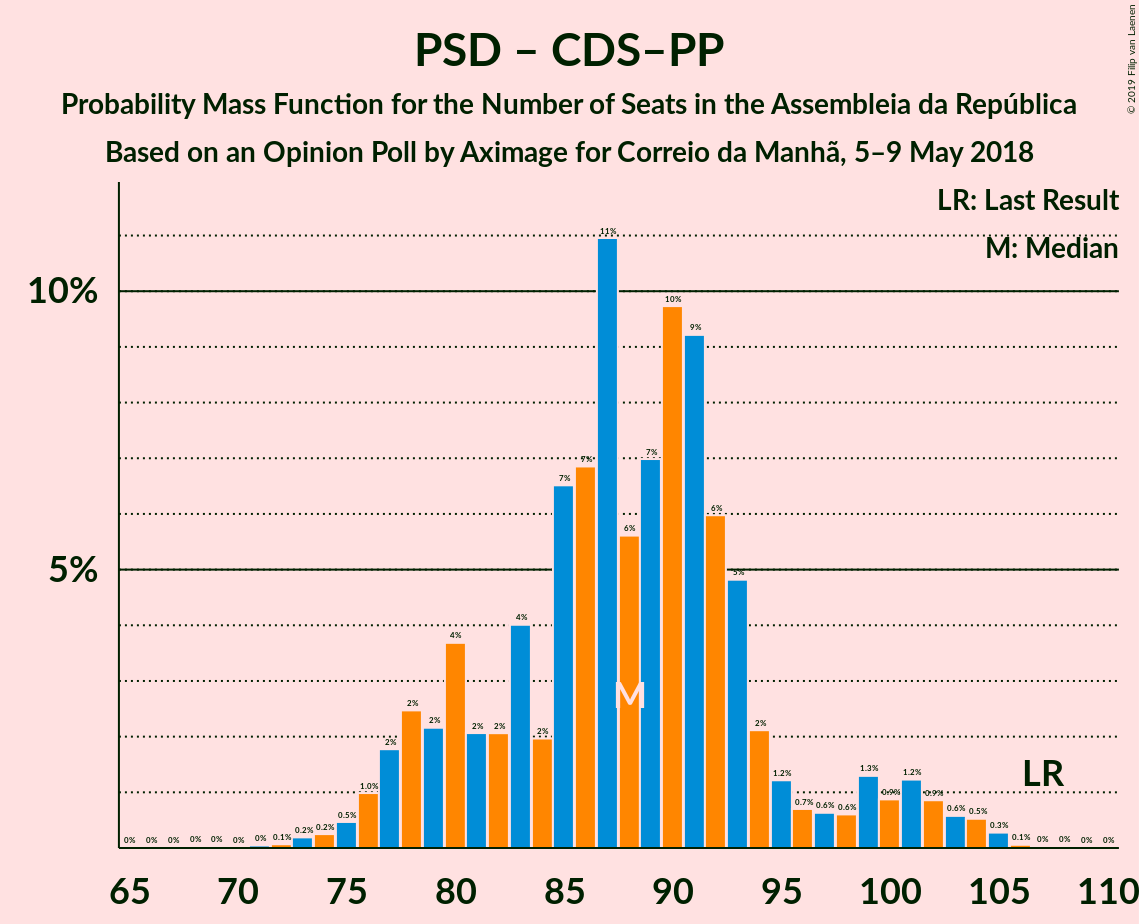 PSD – CDS–PP
Probability Mass Function for the Number of Seats in the Assembleia da República
Based on an Opinion Poll by Aximage for Correio da Manhã, 5–9 May 2018
© 2019 Filip van Laenen
LR: Last Result
M: Median
10%
5%
0% 0% 0% 0% 0% 0% 0% 0.1% 0.2% 0.2% 0.5% 1.0% 2% 2% 2% 4% 2% 2% 4% 2% 7% 7% 11% 6% 7% 10% 9% 6% 5% 2% 1.2% 0.7% 0.6% 0.6% 1.3% 0.9% 1.2% 0.9% 0.6% 0.5% 0.3% 0.1% 0% 0% 0% 0%
M
LR
65 70 75 80 85 90 95 100 105 110